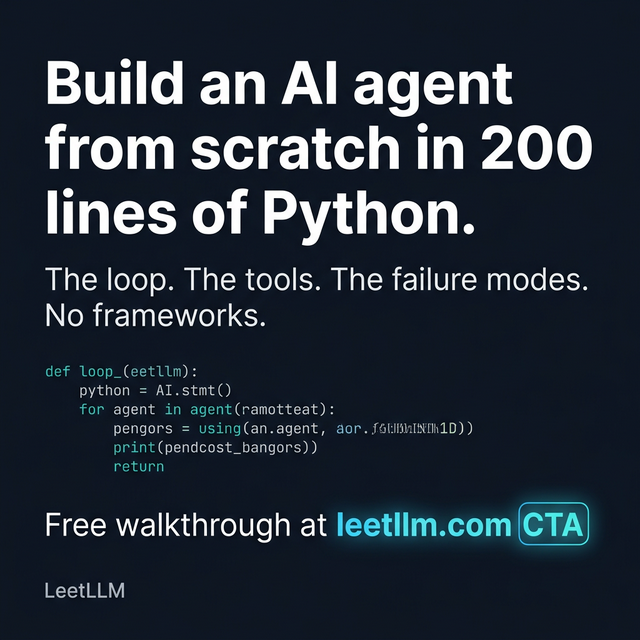 Build an AI agent
from scratch in 200
lines of Python.
The loop. The tools. The failure modes.
No frameworks.
def loop_(eetllm):
    python = AI.stmt()
    for agent in agent(ramotteat):
        pengors = using(an.agent, aor.
        print(pendcost_bangors))
        return
Free walkthrough at leetllm.com CTA
LeetLLM